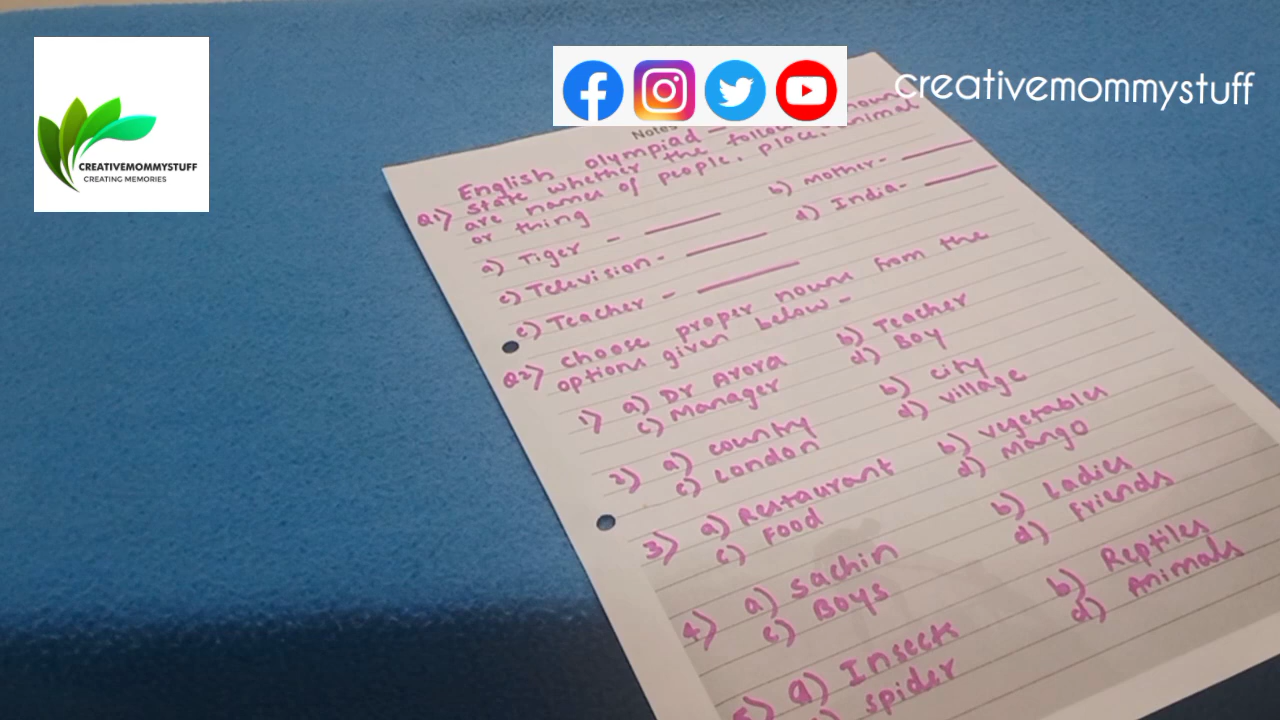 CREATIVEMOMMYSTUFF
CREATING MEMORIES
creativemommystuff
Notes
English Olympiad -
Q1) State whether the following nouns
are names of people, place, animal
or thing
a) Tiger - b) Mother -
c) Television - d) India -
e) Teacher -
Q2) choose proper nouns from the
options given below -
1) a) Dr Arora b) Teacher
c) Manager d) Boy
2) a) country b) city
c) London d) village
3) a) Restaurant b) vegetables
c) Food d) Mango
4) a) Sachin b) Ladies
c) Boys d) Friends
5) a) Insects b) Reptiles
c) spider d) Animals